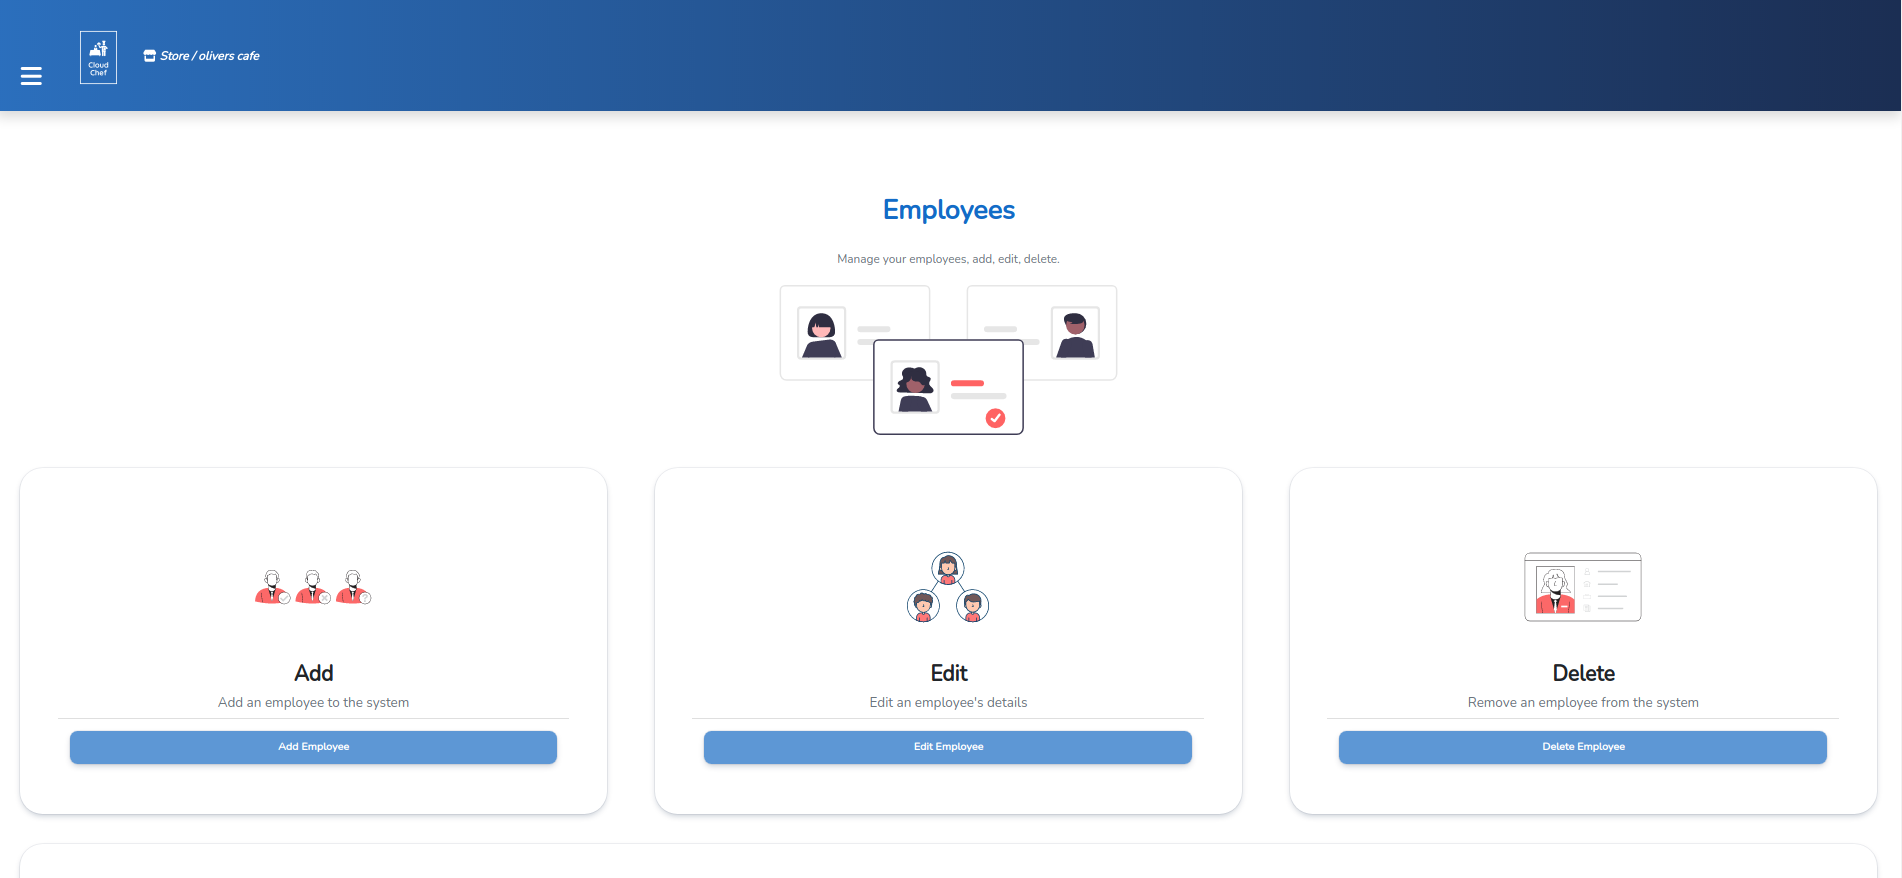 Cloud
Chef
Store / olivers cafe
Employees
Manage your employees, add, edit, delete.
Add
Add an employee to the system
Add Employee
Edit
Edit an employee's details
Edit Employee
Delete
Remove an employee from the system
Delete Employee